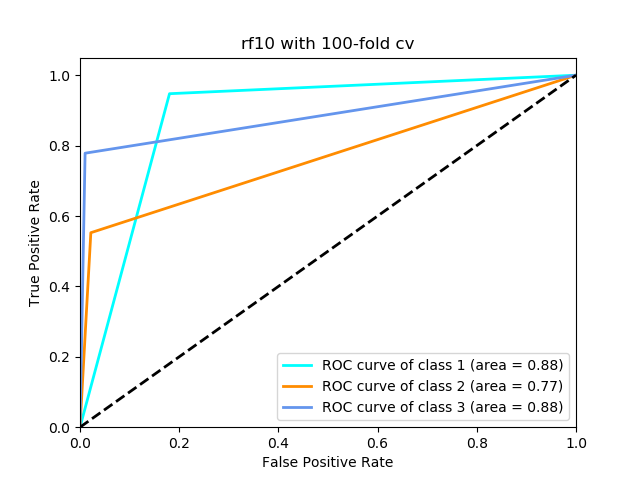 rf10 with 100-fold cv
1.0
0.8
0.6
0.4
0.2
0.0
True Positive Rate
ROC curve of class 1 (area = 0.88)
ROC curve of class 2 (area = 0.77)
ROC curve of class 3 (area = 0.88)
0.0 0.2 0.4 0.6 0.8 1.0
False Positive Rate